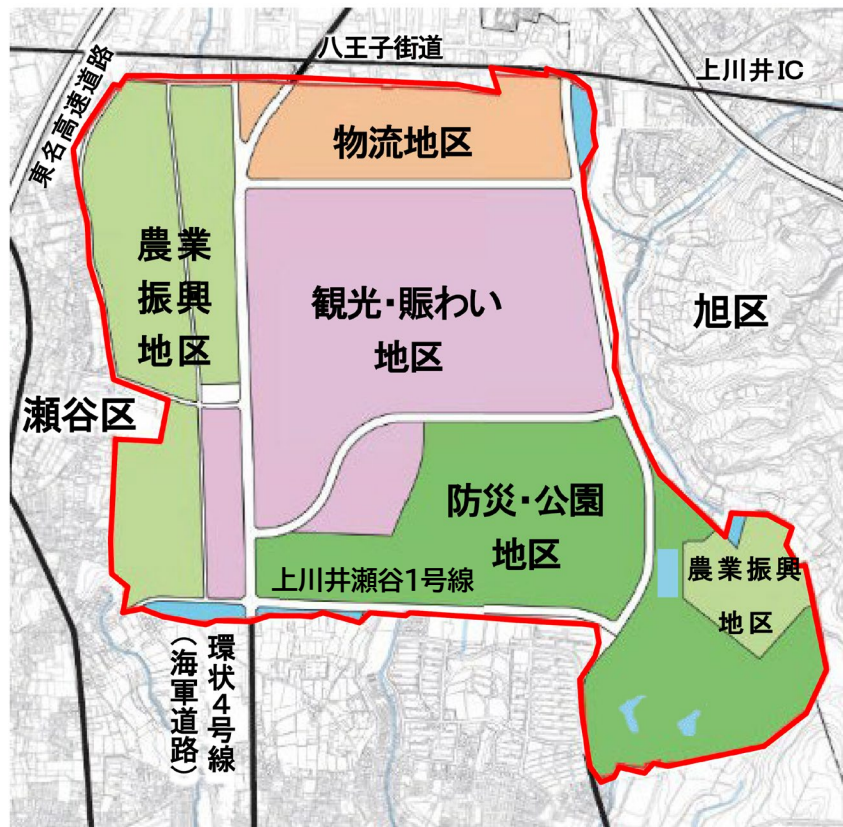 八王子街道
上川井IC
東名高速道路
物流地区
農業
振興
地区
観光・賑わい
地区
旭区
瀬谷区
防災・公園
地区
農業振興
地区
上川井瀬谷1号線
環状4号線
（海軍道路）